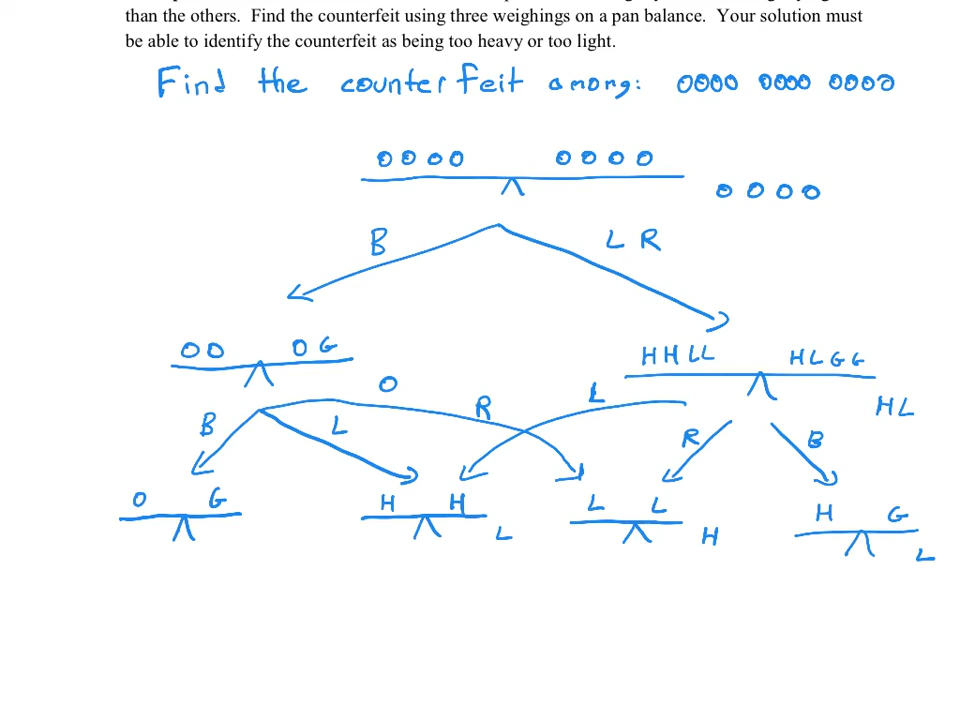 than the others. Find the counterfeit using three weighings on a pan balance. Your solution must
be able to identify the counterfeit as being too heavy or too light.
Find the counterfeit among: 0000 0000 0000
0000 0000
0000
B L R
00 0G
HHLL HLGG
HL
O
B L R L R B
O G
H H
L
L L
H
H G
L